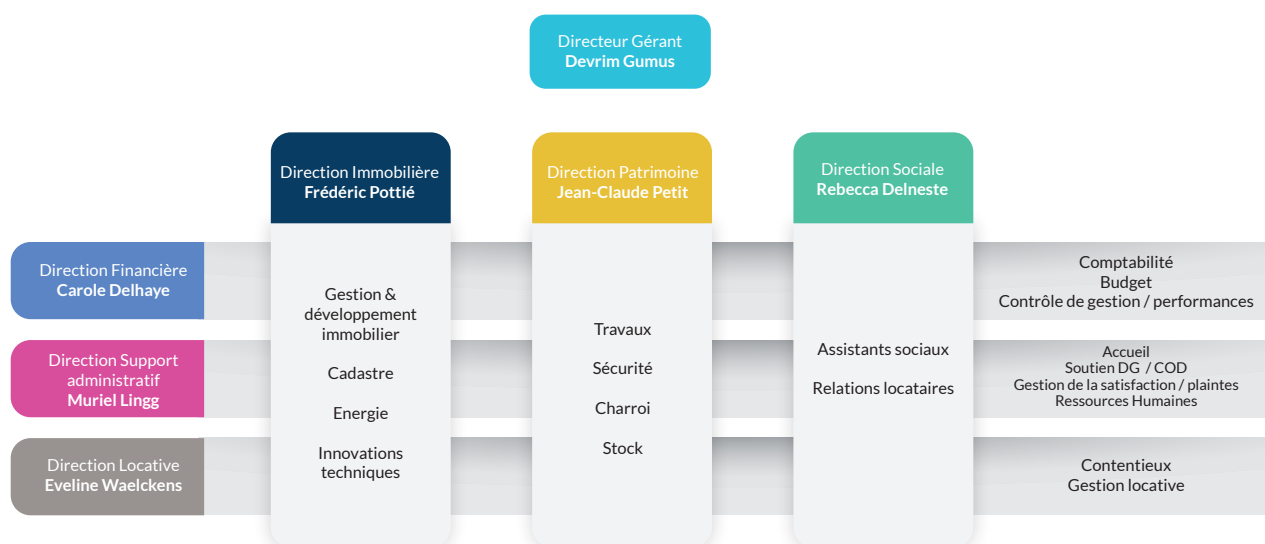 Directeur Gérant
Devrim Gumus
Direction Immobilière
Frédéric Pottié
Direction Patrimoine
Jean-Claude Petit
Direction Sociale
Rebecca Delneste
Direction Financière
Carole Delhaye
Direction Support
administratif
Muriel Lingg
Direction Locative
Eveline Waelckens
Gestion &
développement
immobilier
Cadastre
Energie
Innovations
techniques
Travaux
Sécurité
Charroi
Stock
Assistants sociaux
Relations locataires
Comptabilité
Budget
Contrôle de gestion / performances
Accueil
Soutien DG / COD
Gestion de la satisfaction / plaintes
Ressources Humaines
Contentieux
Gestion locative